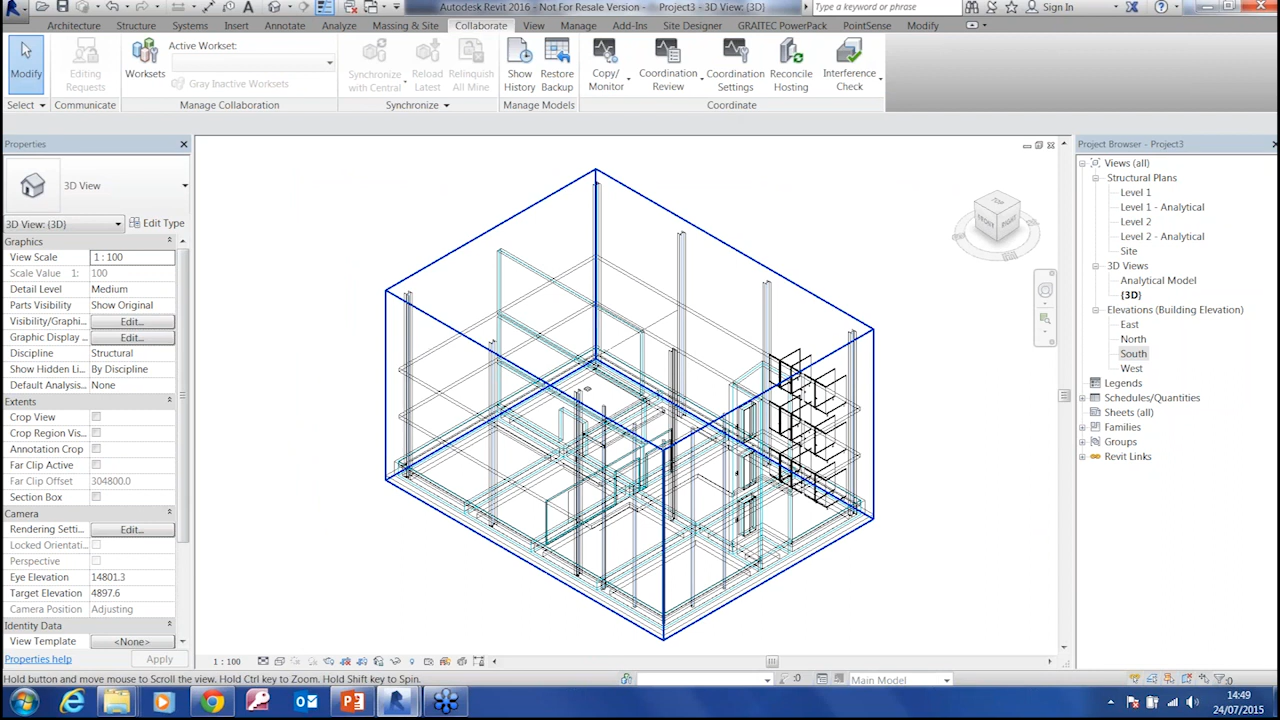 Autodesk Revit 2016 - Not For Resale Version - Project3 - 3D View: {3D}
Type a keyword or phrase
Sign In
Architecture Structure Systems Insert Annotate Analyze Massing & Site Collaborate View Manage Add-Ins Site Designer GRAITEC PowerPack PointSense Modify
Modify
Editing Requests
Worksets
Active Workset:
Gray Inactive Worksets
Synchronize with Central
Reload Latest
Relinquish All Mine
Show History
Restore Backup
Copy/ Monitor
Coordination Review
Coordination Settings
Reconcile Hosting
Interference Check
Select Communicate Manage Collaboration Synchronize Manage Models Coordinate
Properties
3D View
3D View: {3D} Edit Type
Graphics
View Scale 1 : 100
Scale Value 1: 100
Detail Level Medium
Parts Visibility Show Original
Visibility/Graphi... Edit...
Graphic Display ... Edit...
Discipline Structural
Show Hidden Li... By Discipline
Default Analysis... None
Extents
Crop View
Crop Region Vis...
Annotation Crop
Far Clip Active
Far Clip Offset 304800.0
Section Box
Camera
Rendering Setti... Edit...
Locked Orientati...
Perspective
Eye Elevation 14801.3
Target Elevation 4897.6
Camera Position Adjusting
Identity Data
View Template <None>
Properties help Apply
TOP
FRONT
RIGHT
Project Browser - Project3
Views (all)
Structural Plans
Level 1
Level 1 - Analytical
Level 2
Level 2 - Analytical
Site
3D Views
Analytical Model
{3D}
Elevations (Building Elevation)
East
North
South
West
Legends
Schedules/Quantities
Sheets (all)
Families
Groups
Revit Links
1 : 100
Hold button and move mouse to Scroll the view. Hold Ctrl key to Zoom. Hold Shift key to Spin.
:0
Main Model
:0
14:49
24/07/2015